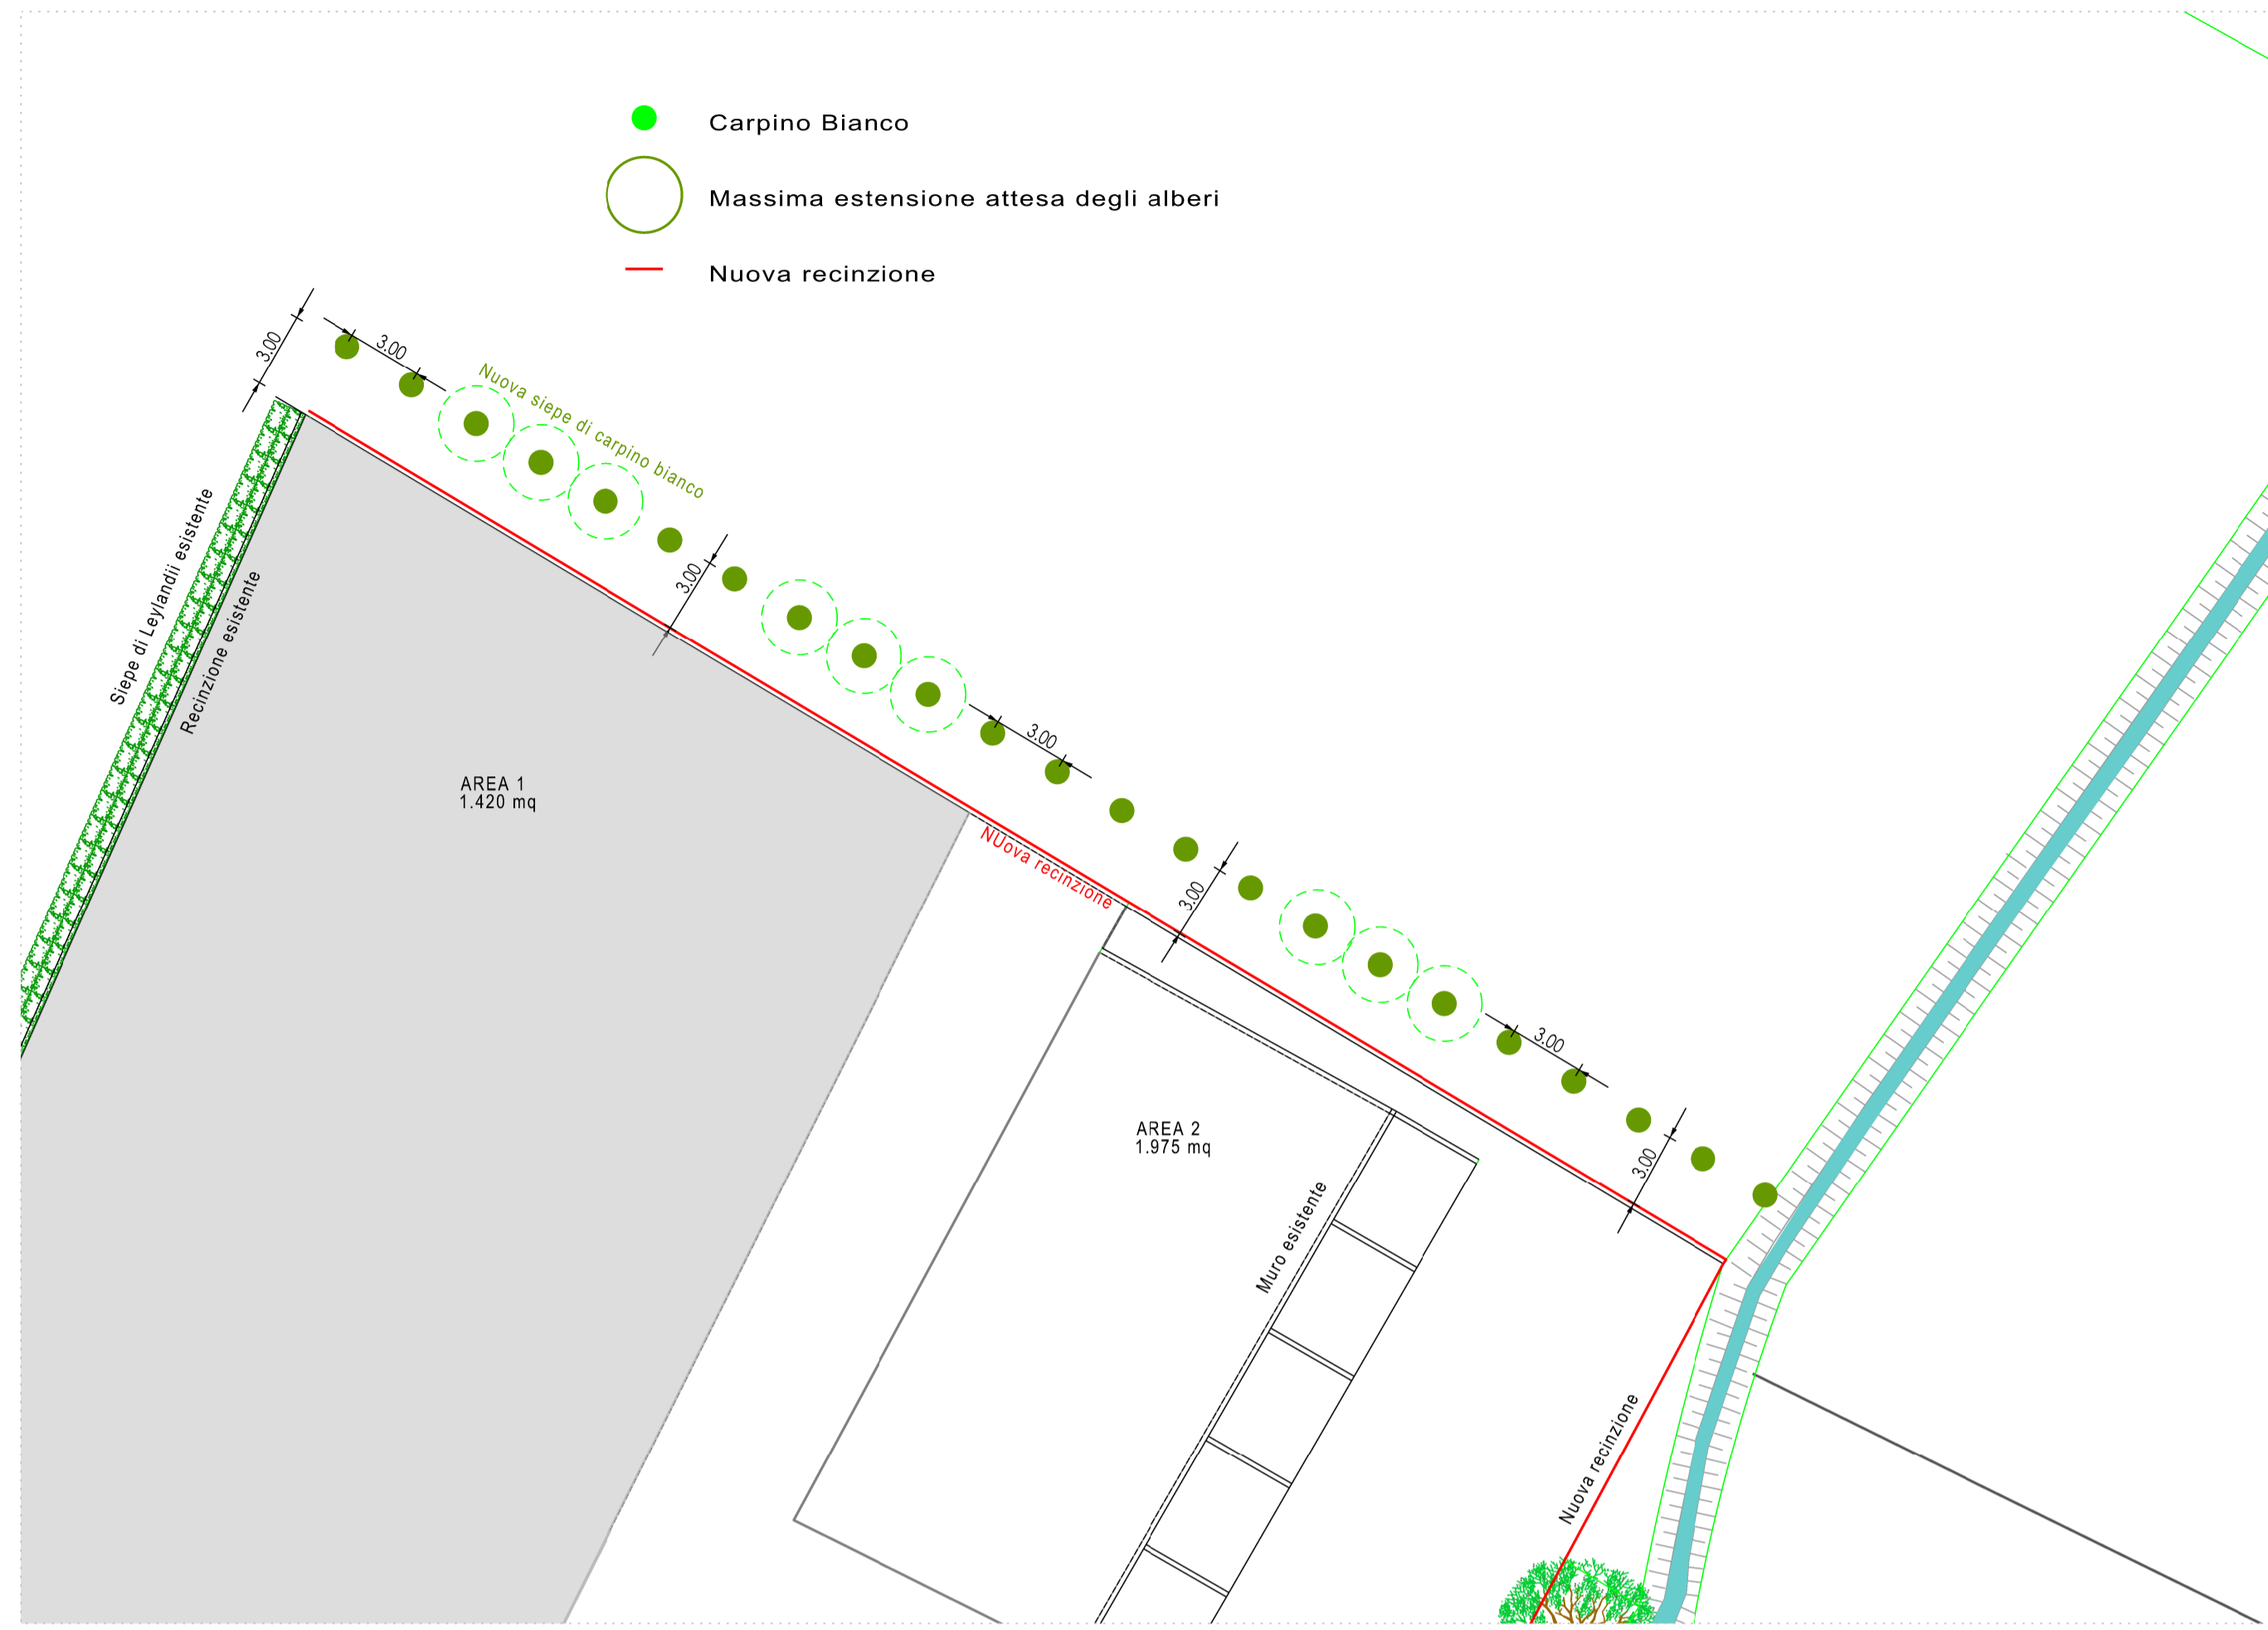 Carpino Bianco
Massima estensione attesa degli alberi
Nuova recinzione
3.00
3.00
Nuova siepe di carpino bianco
Siepe di Leylandii esistente
Recinzione esistente
3.00
3.00
AREA 1
1.420 mq
NUova recinzione
3.00
3.00
AREA 2
1.975 mq
3.00
Muro esistente
Nuova recinzione